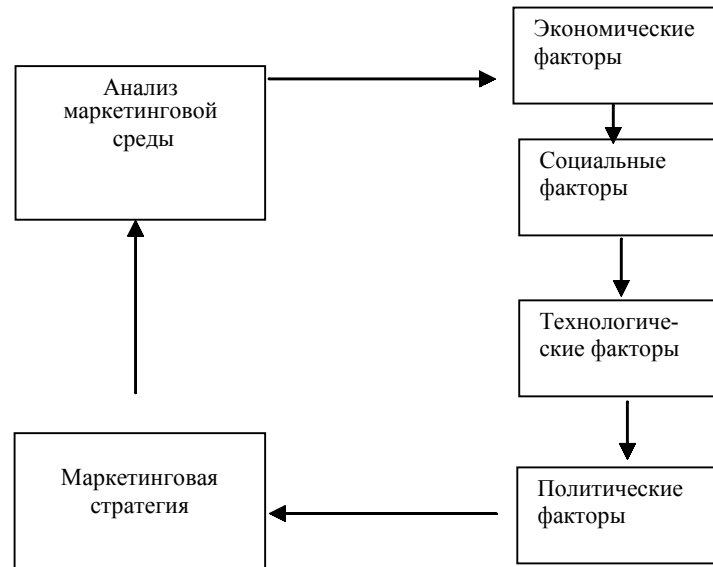 Экономические
факторы
Анализ
маркетинговой
среды
Социальные
факторы
Технологиче-
ские факторы
Политические
факторы
Маркетинговая
стратегия